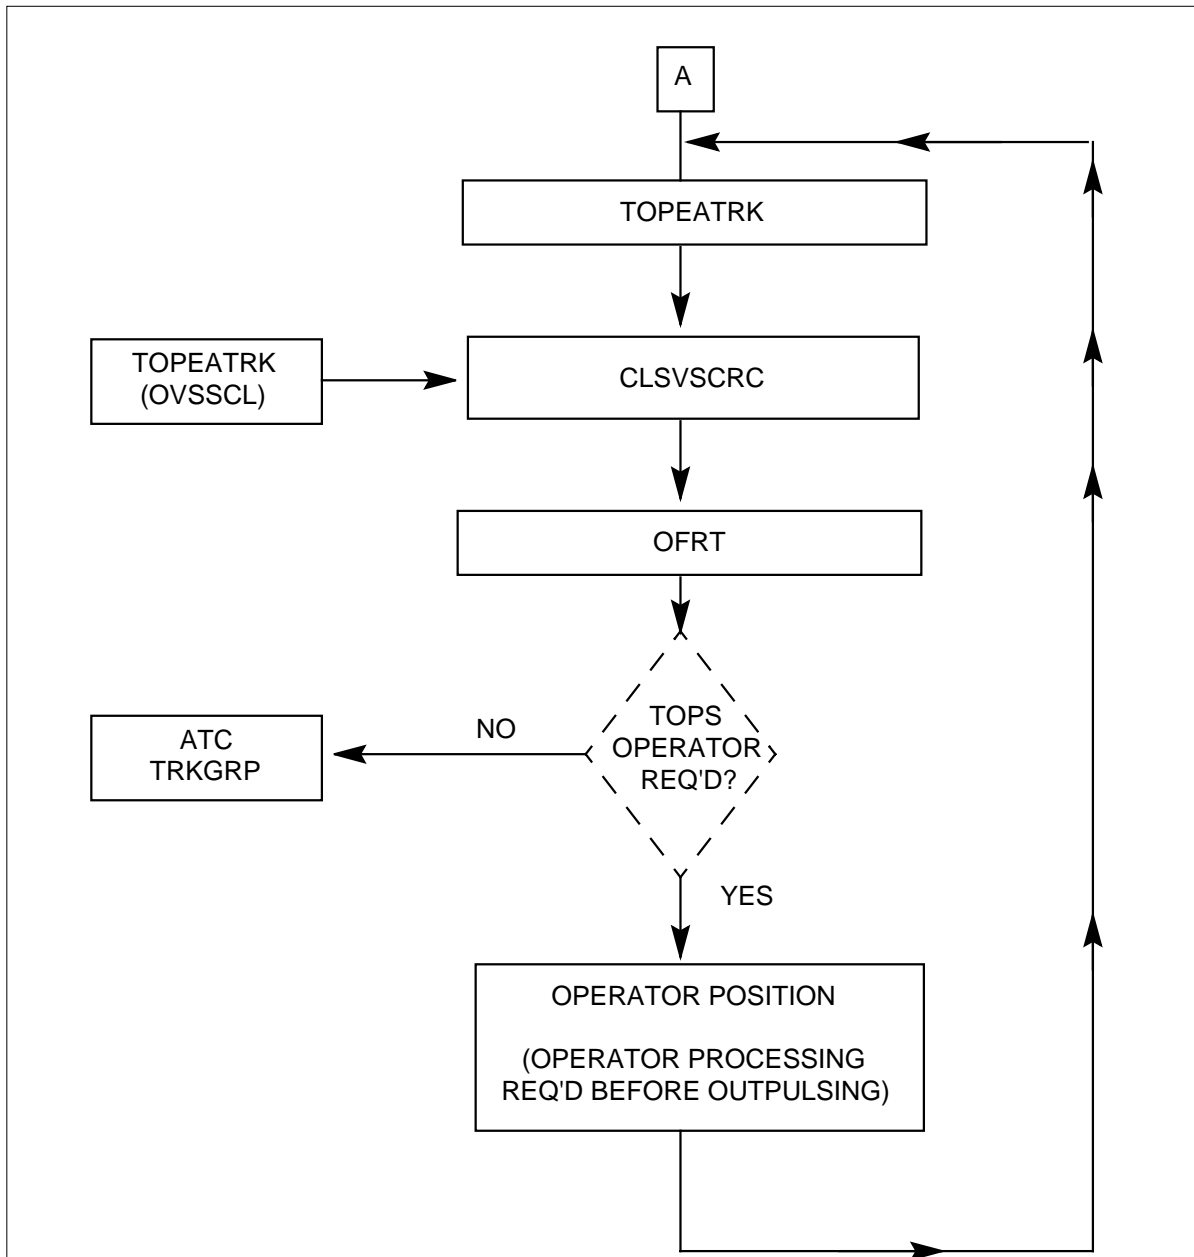 A
TOPEATRK
TOPEATRK
(OVSSCL)
CLSVSCRC
OFRT
TOPS
OPERATOR
REQ'D?
NO
ATC
TRKGRP
YES
OPERATOR POSITION
(OPERATOR PROCESSING
REQ'D BEFORE OUTPULSING)